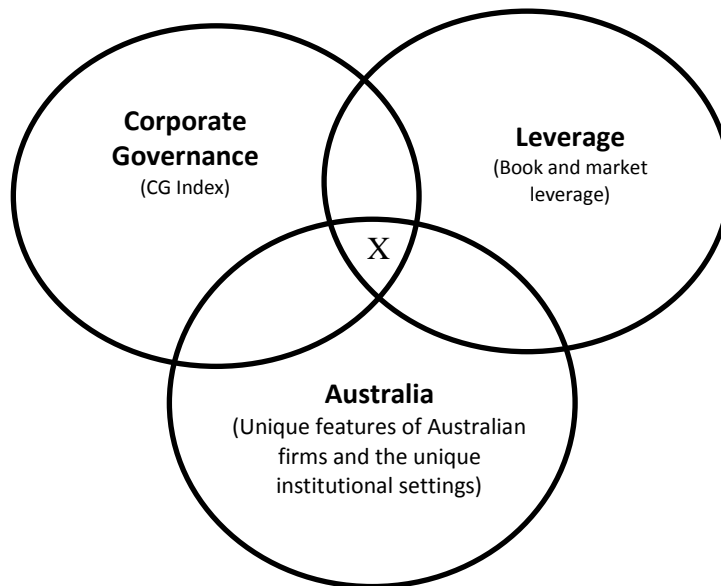 Corporate
Governance
(CG Index)
Leverage
(Book and market
leverage)
X
Australia
(Unique features of Australian
firms and the unique
institutional settings)